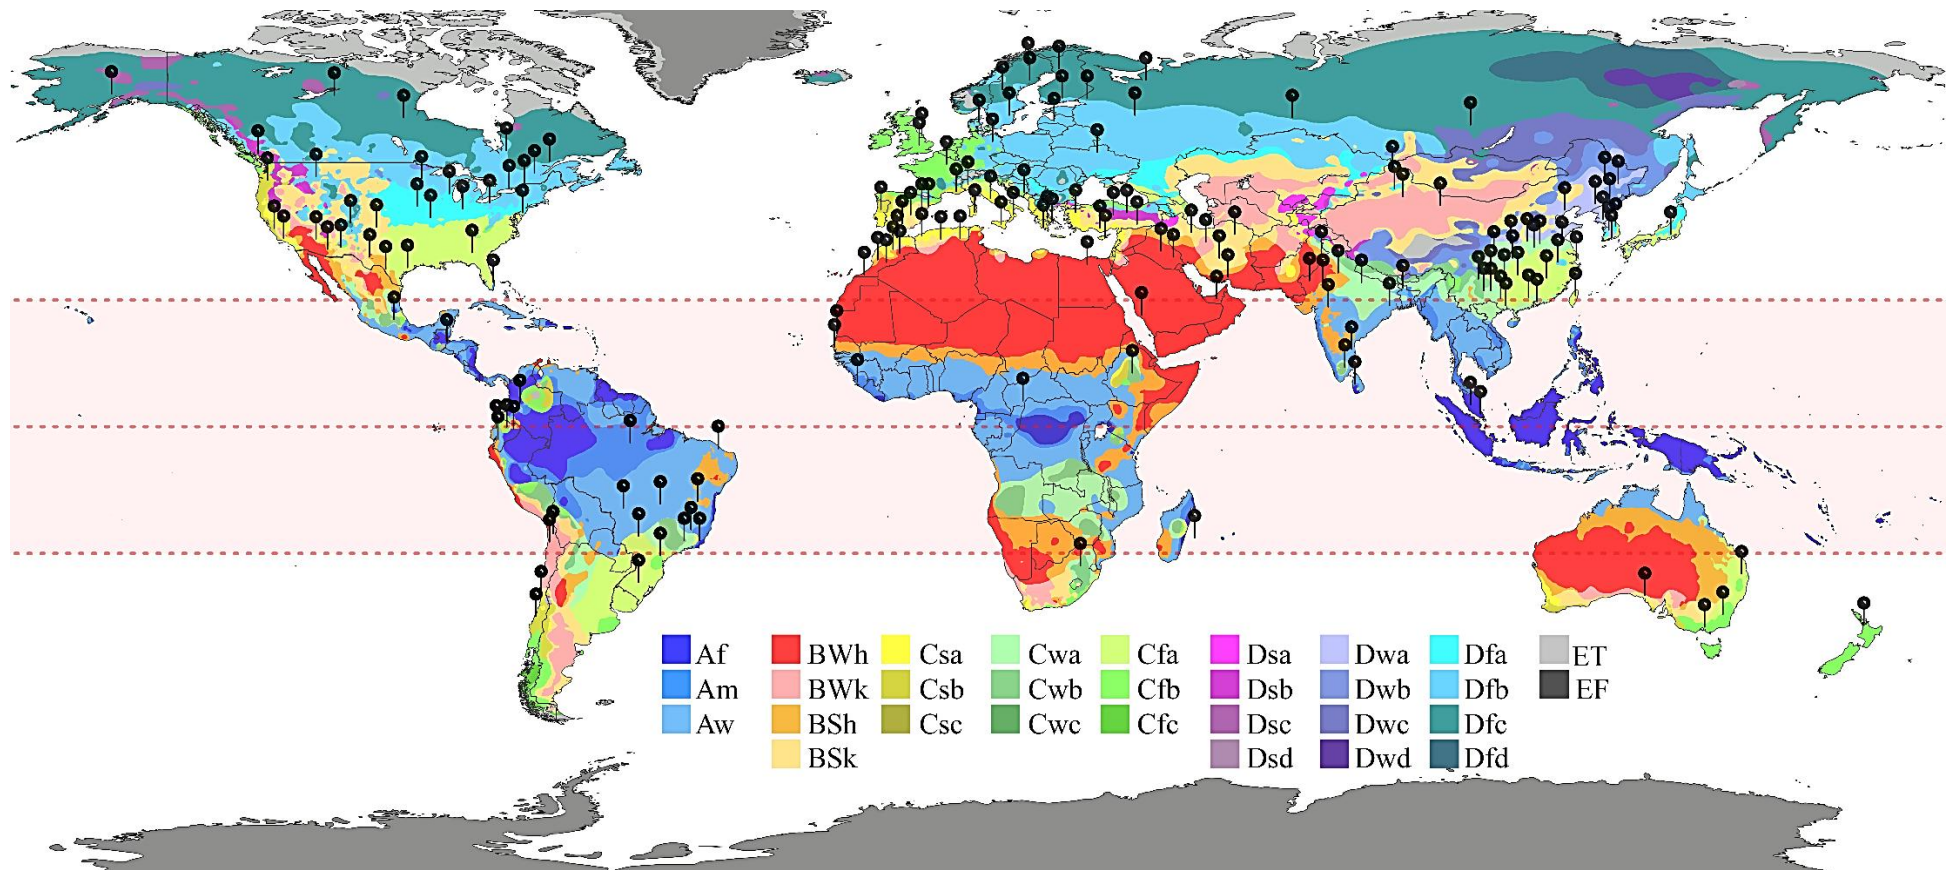 Af BWh Csa Cwa Cfa Dsa Dwa Dfa ET
Am BWk Csb Cwb Cfb Dsb Dwb Dfb EF
Aw BSh Csc Cwc Cfc Dsc Dwc Dfc
BSk Dsd Dwd Dfd